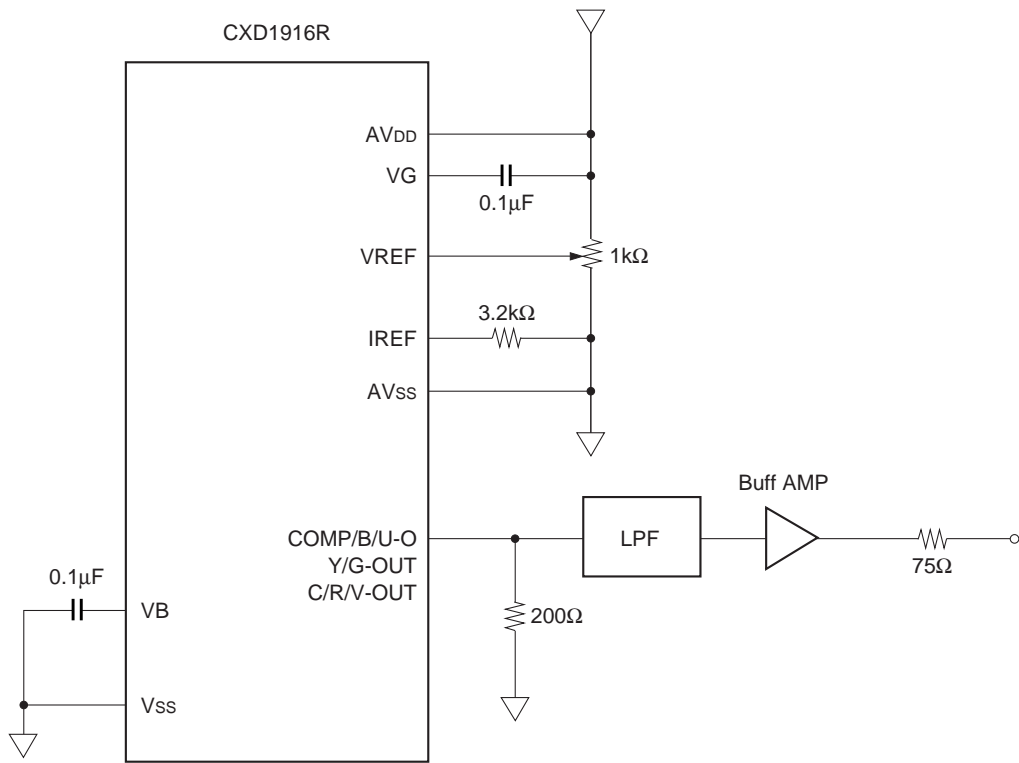 CXD1916R
AVDD
VG
0.1µF
VREF
1kΩ
3.2kΩ
IREF
AVss
Buff AMP
COMP/B/U-O
LPF
Y/G-OUT
75Ω
C/R/V-OUT
0.1µF
VB
200Ω
Vss